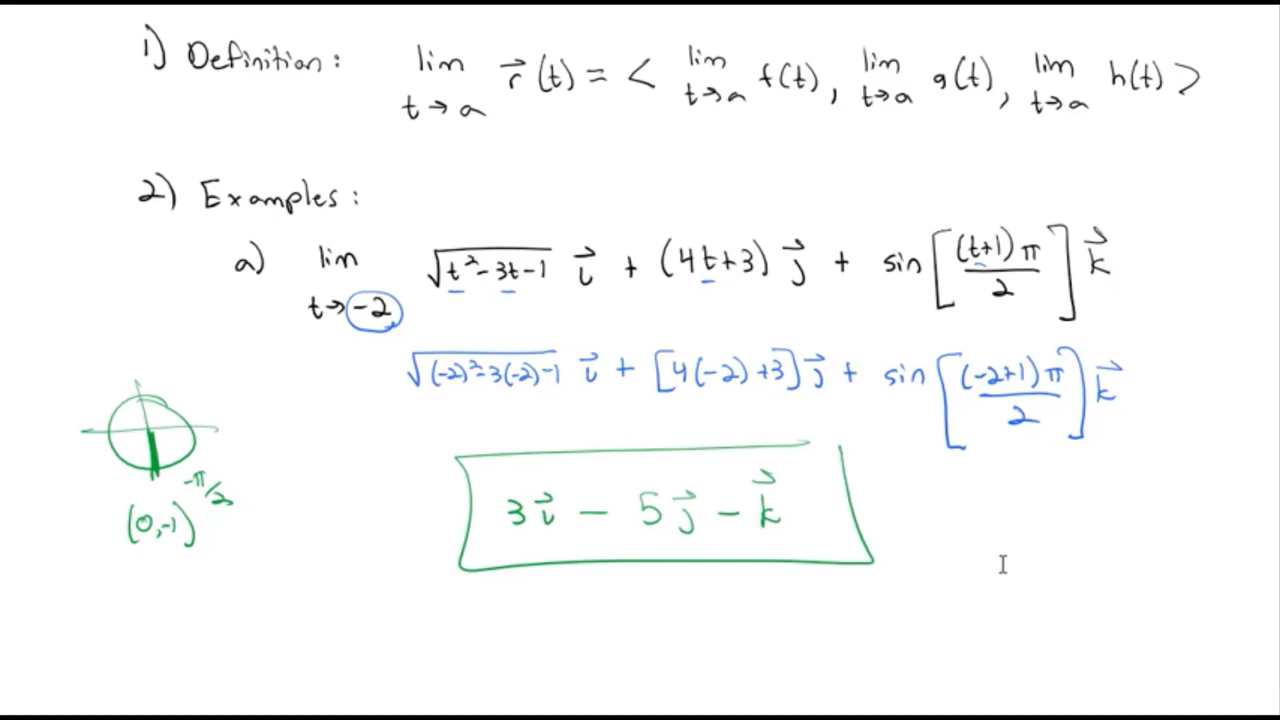 1) Definition: lim t→a r⃗(t) = < lim t→a f(t), lim t→a g(t), lim t→a h(t) >
2) Examples:
a) lim t→-2 √(t²-3t-1) i⃗ + (4t+3) j⃗ + sin[(t+1)π/2] k⃗
√((-2)²-3(-2)-1) i⃗ + [4(-2)+3] j⃗ + sin[(-2+1)π/2] k⃗
-π/2
(0,-1)
3i⃗ - 5j⃗ - k⃗